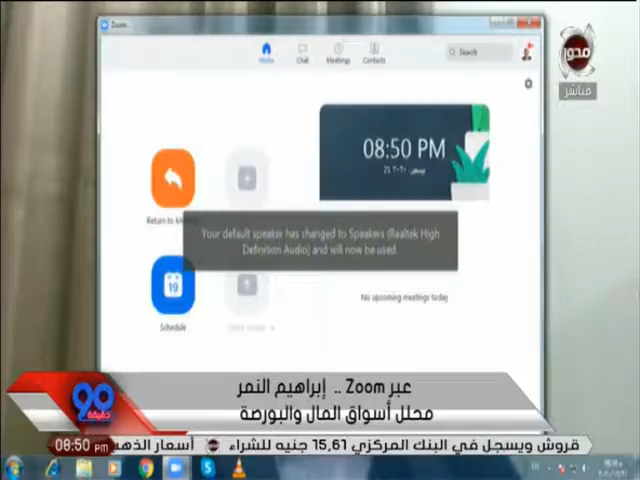 Zoom
Home
Chat
Meetings
Contacts
Search
محور
مباشر
08:50 PM
Return to
Your default speaker has changed to Speakers (Realtek High
Definition Audio) and will now be used
19
Schedule
No upcoming meetings today
عبر Zoom .. إبراهيم النمر
محلل أسواق المال والبورصة
90
دقيقة
08:50 PM
قروش ويسجل في البنك المركزي 15,61 جنيه للشراء
أسعار الذهب